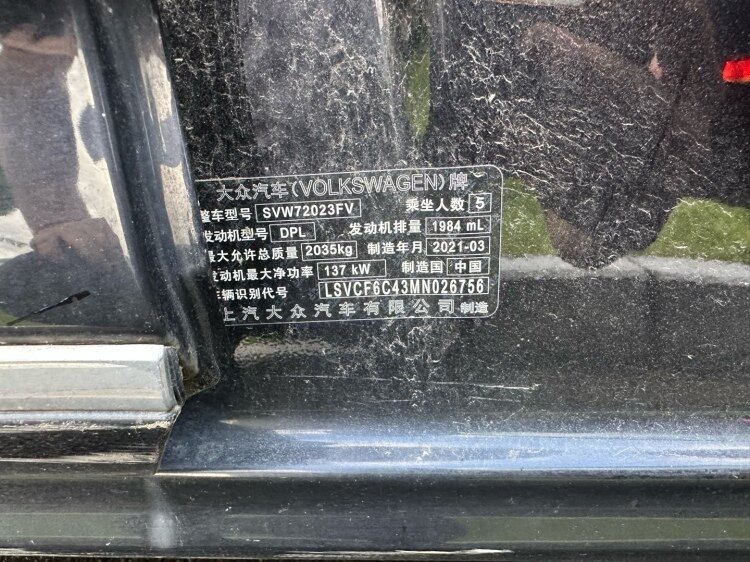 大众汽车(VOLKSWAGEN)牌
整车型号 SVW72023FV 乘坐人数 5
发动机型号 DPL 发动机排量 1984 mL
最大允许总质量 2035kg 制造年月 2021-03
发动机最大净功率 137 kW 制造国 中国
车辆识别代号 LSVCF6C43MN026756
上汽大众汽车有限公司 制造